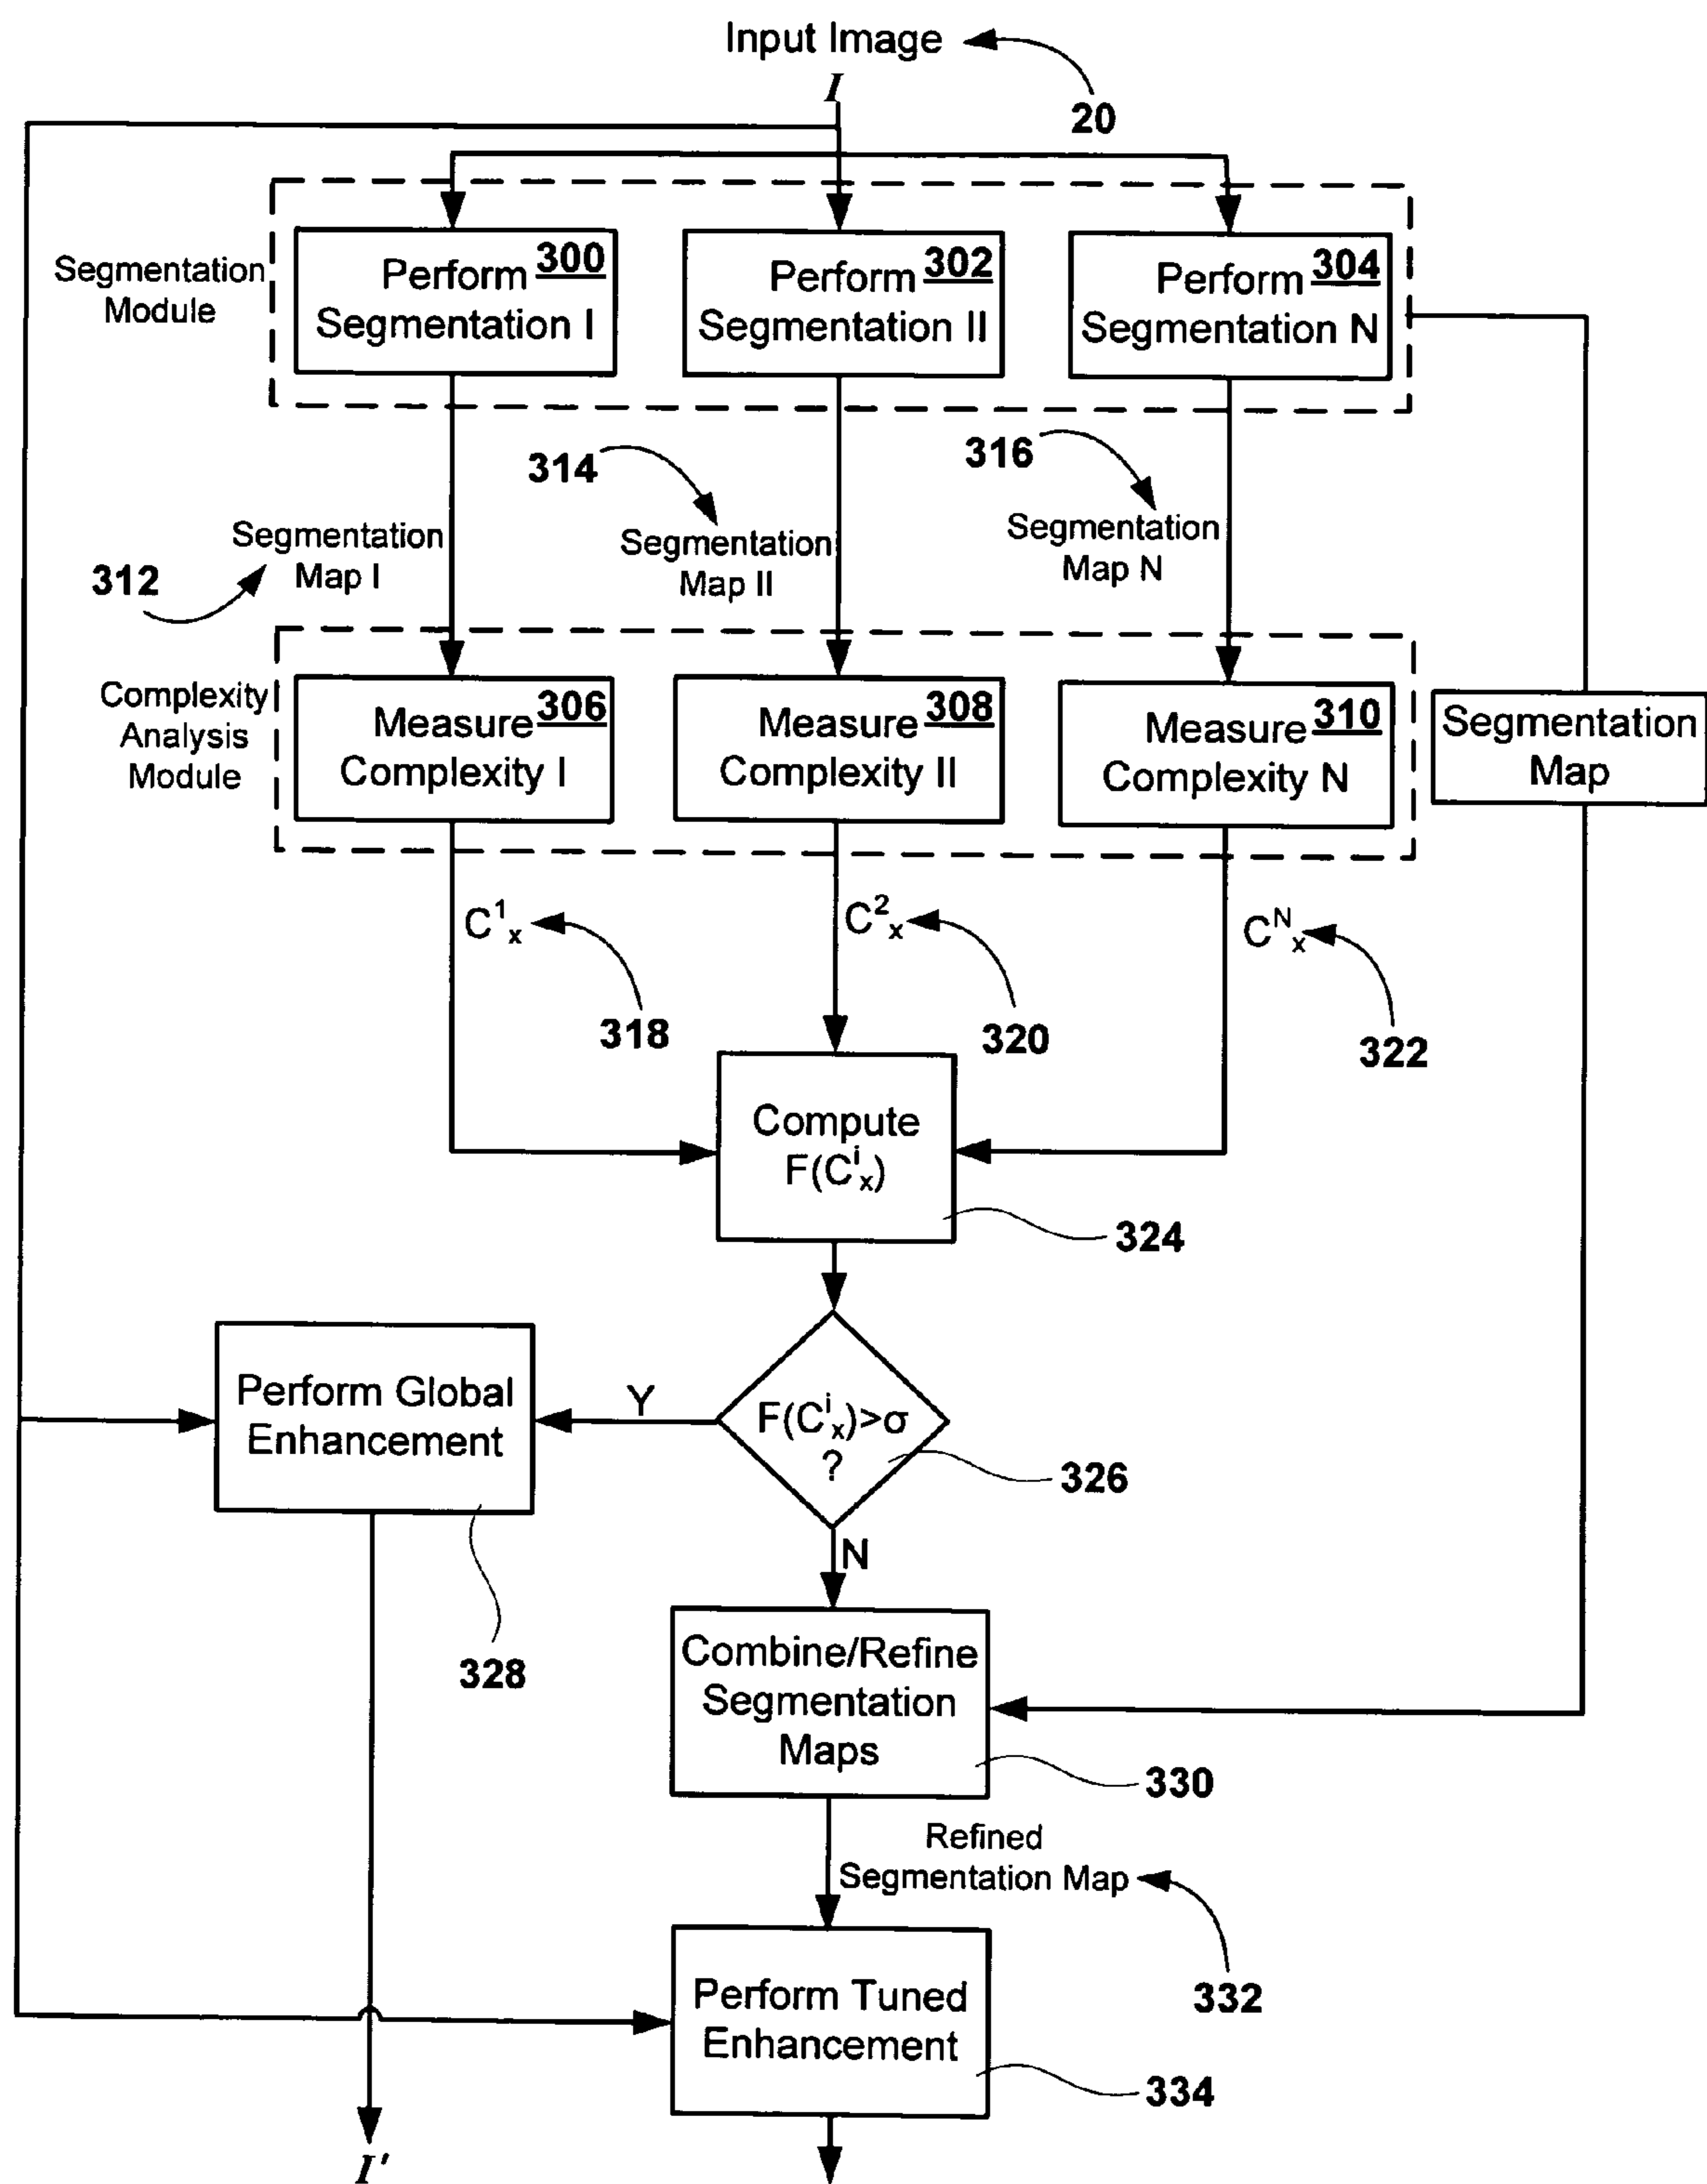 Input Image
I
20
Segmentation
Module
Perform 300
Segmentation I
Perform 302
Segmentation II
Perform 304
Segmentation N
314
316
Segmentation
Map I
312
Segmentation
Map II
Segmentation
Map N
Complexity
Analysis
Module
Measure 306
Complexity I
Measure 308
Complexity II
Measure 310
Complexity N
Segmentation
Map
C¹ₓ
C²ₓ
Cᴺₓ
318
320
322
Compute
F(Cⁱₓ)
324
Perform Global
Enhancement
Y
F(Cⁱₓ)>σ
?
326
N
328
Combine/Refine
Segmentation
Maps
330
Refined
Segmentation Map
332
Perform Tuned
Enhancement
334
I'